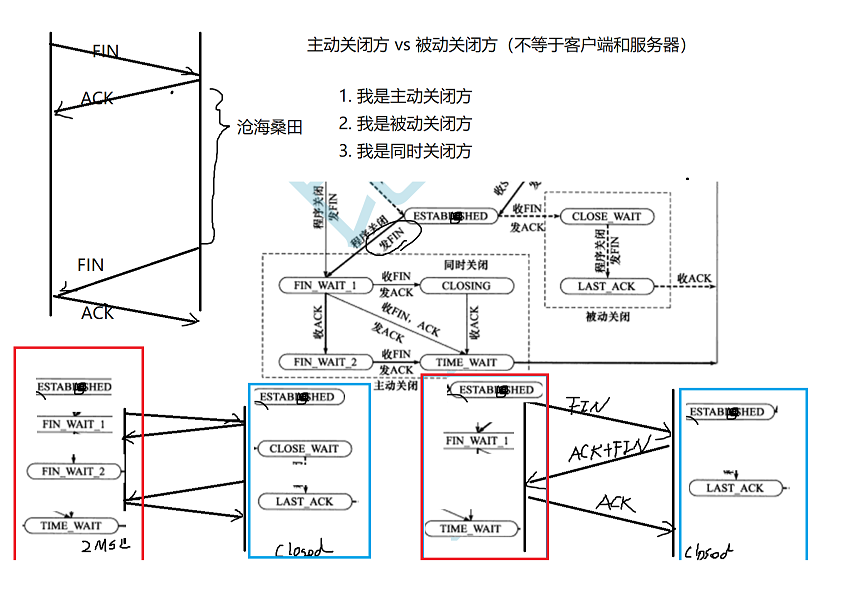 FIN
ACK
沧海桑田
FIN
ACK
主动关闭方 vs 被动关闭方（不等于客户端和服务器）
1. 我是主动关闭方
2. 我是被动关闭方
3. 我是同时关闭方
程序关闭
发FIN
ESTABLISHED
收FIN
发ACK
CLOSE_WAIT
程序关闭
发FIN
程序关闭
发FIN
LAST_ACK
收ACK
被动关闭
同时关闭
FIN_WAIT_1
收FIN
发ACK
CLOSING
收ACK
收FIN, ACK
发ACK
收ACK
FIN_WAIT_2
收FIN
发ACK
TIME_WAIT
主动关闭
ESTABLISHED
FIN_WAIT_1
FIN_WAIT_2
TIME_WAIT
2MSL
ESTABLISHED
CLOSE_WAIT
LAST_ACK
Closed
ESTABLISHED
FIN_WAIT_1
TIME_WAIT
FIN
ACK+FIN
ACK
ESTABLISHED
LAST_ACK
Closed